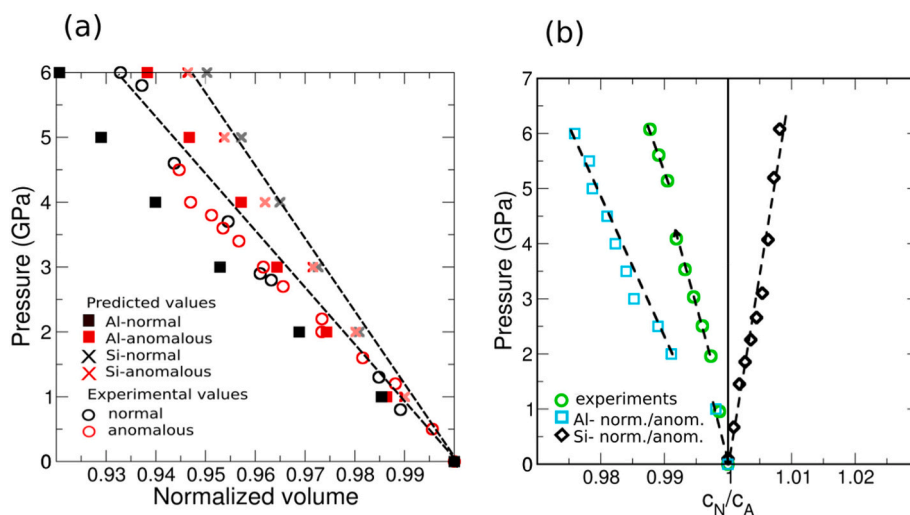 (a)
6
5
4
3
2
1
0
Pressure (GPa)
Predicted values
Al-normal
Al-anomalous
Si-normal
Si-anomalous
Experimental values
normal
anomalous
0.93 0.94 0.95 0.96 0.97 0.98 0.99
Normalized volume
(b)
7
6
5
4
3
2
1
0
Pressure (GPa)
experiments
Al- norm./anom.
Si- norm./anom.
0.98 0.99 1 1.01 1.02
cN/cA